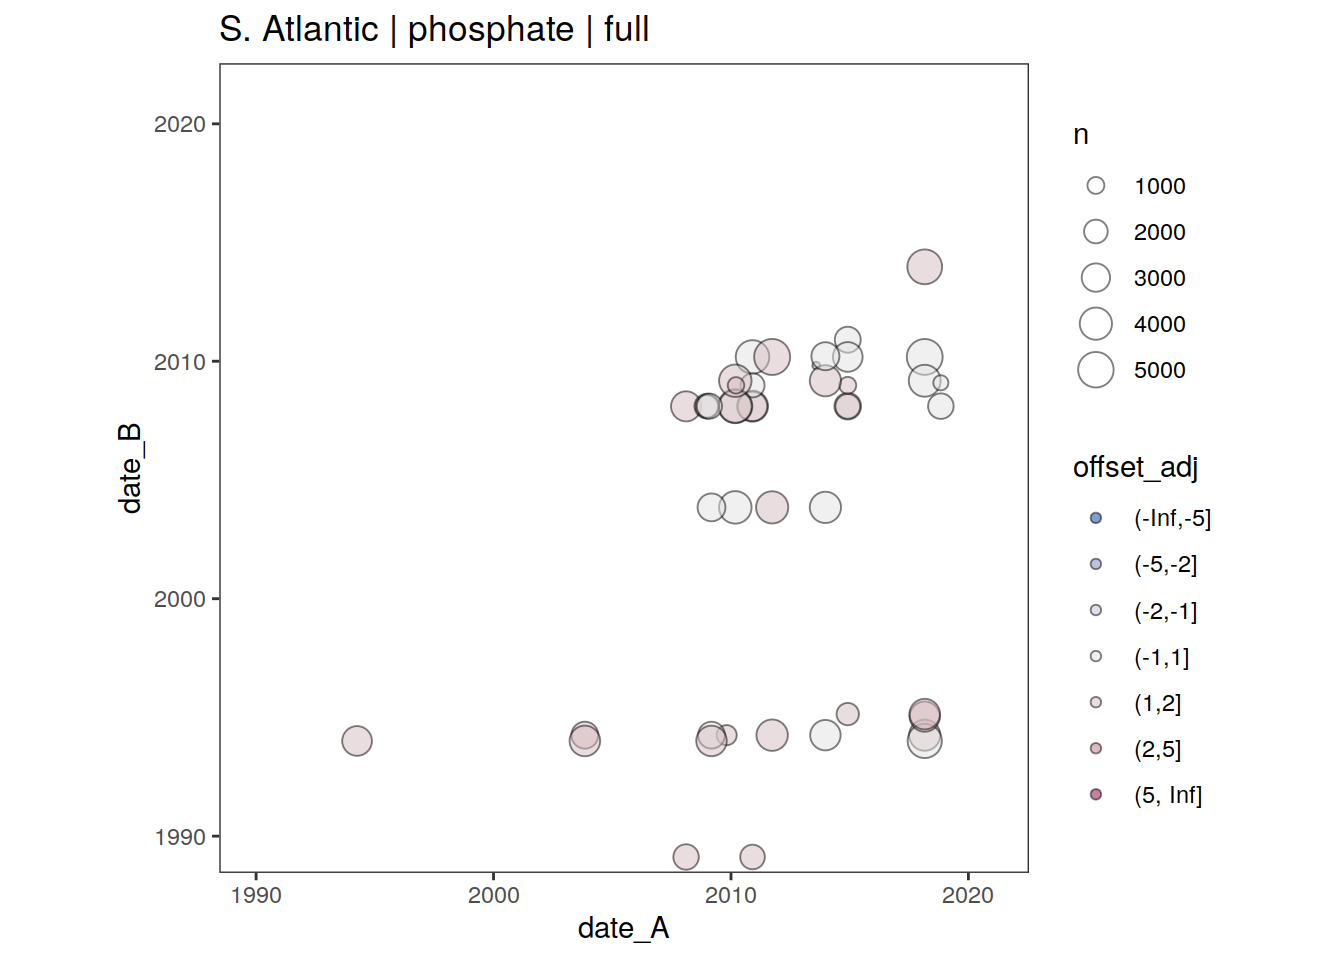 S. Atlantic | phosphate | full
2020
2010
2000
1990
date_B
1990
2000
2010
2020
date_A
n
1000
2000
3000
4000
5000
offset_adj
(-Inf,-5]
(-5,-2]
(-2,-1]
(-1,1]
(1,2]
(2,5]
(5, Inf]